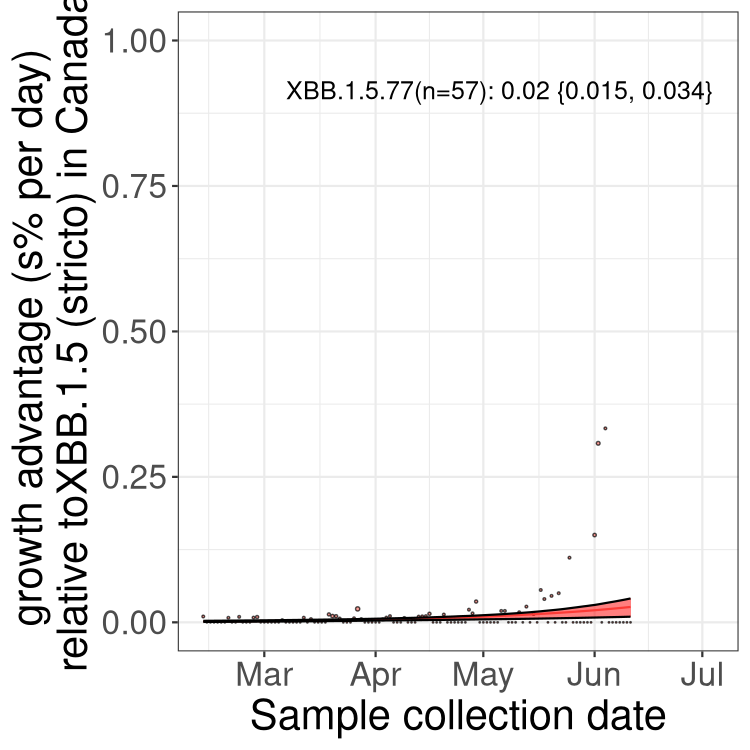 growth advantage (s% per day)
relative toXBB.1.5 (stricto) in Canada
1.00
0.75
0.50
0.25
0.00
XBB.1.5.77(n=57): 0.02 {0.015, 0.034}
Mar Apr May Jun Jul
Sample collection date